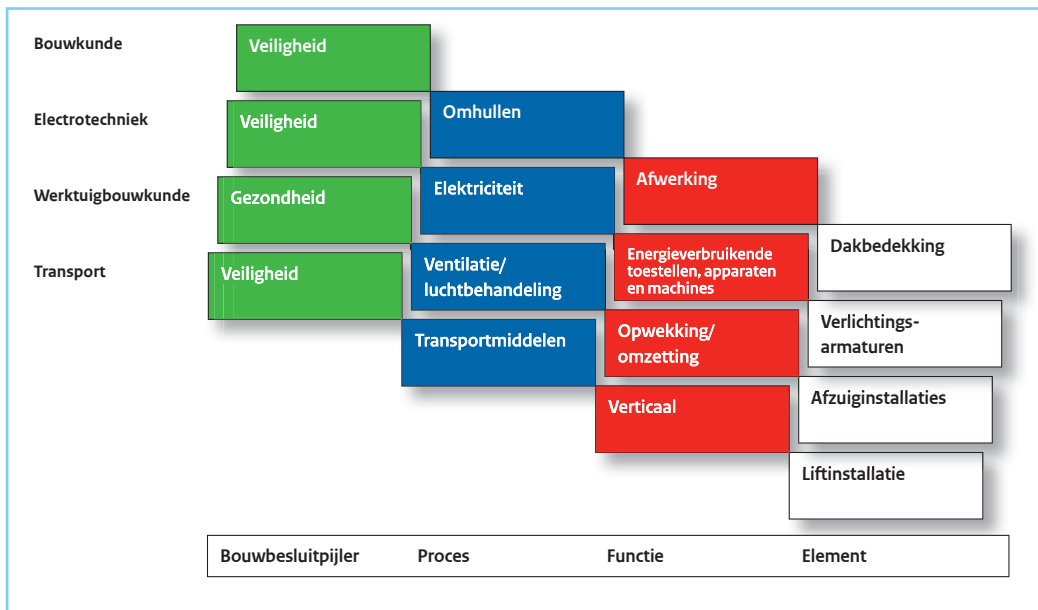 Bouwkunde
Veiligheid
Electrotechniek
Veiligheid
Omhullen
Werktuigbouwkunde
Gezondheid
Elektriciteit
Afwerking
Transport
Veiligheid
Ventilatie/
luchtbehandeling
Energieverbruikende
toestellen, apparaten
en machines
Dakbedekking
Transportmiddelen
Opwekking/
omzetting
Verlichtings-
armaturen
Verticaal
Afzuiginstallaties
Liftinstallatie
Bouwbesluitpijler
Proces
Functie
Element